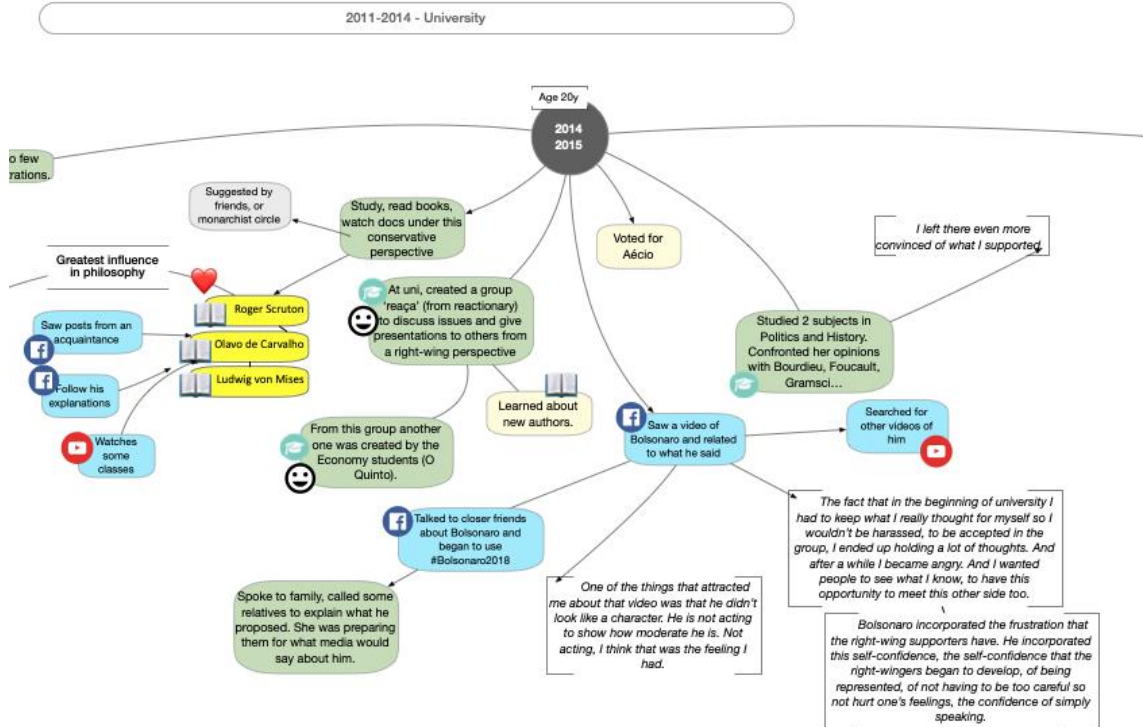 2011-2014 - University
Age 20y
2014
2015
o few
rations.
Suggested by
friends, or
monarchist circle
Study, read books,
watch docs under this
conservative
perspective
Voted for
Aécio
I left there even more
convinced of what I supported.
Greatest influence
in philosophy
Roger Scruton
Olavo de Carvalho
Ludwig von Mises
Saw posts from an
acquaintance
Follow his
explanations
Watches
some
classes
At uni, created a group
'reaça' (from reactionary)
to discuss issues and give
presentations to others from
a right-wing perspective
Learned about
new authors.
From this group another
one was created by the
Economy students (O
Quinto).
Studied 2 subjects in
Politics and History.
Confronted her opinions
with Bourdieu, Foucault,
Gramsci...
Saw a video of
Bolsonaro and related
to what he said
Searched for
other videos of
him
Talked to closer friends
about Bolsonaro and
began to use
#Bolsonaro2018
Spoke to family, called some
relatives to explain what he
proposed. She was preparing
them for what media would
say about him.
One of the things that attracted
me about that video was that he didn't
look like a character. He is not acting
to show how moderate he is. Not
acting, I think that was the feeling I
had.
The fact that in the beginning of university I
had to keep what I really thought for myself so I
wouldn't be harassed, to be accepted in the
group, I ended up holding a lot of thoughts. And
after a while I became angry. And I wanted
people to see what I know, to have this
opportunity to meet this other side too.
Bolsonaro incorporated the frustration that
the right-wing supporters have. He incorporated
this self-confidence, the self-confidence that the
right-wingers began to develop, of being
represented, of not having to be too careful so
not hurt one's feelings, the confidence of simply
speaking.